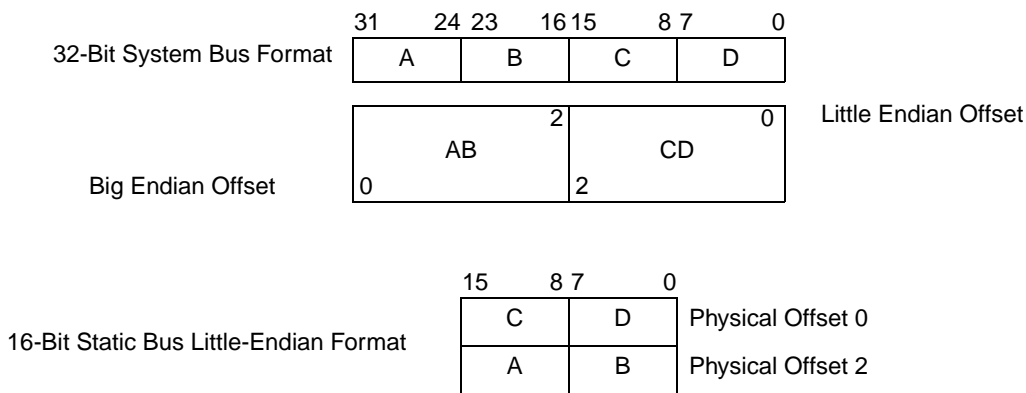 31 24 23 16 15 8 7 0
32-Bit System Bus Format A B C D
2 0 Little Endian Offset
AB CD
Big Endian Offset 0 2
15 8 7 0
C D Physical Offset 0
16-Bit Static Bus Little-Endian Format
A B Physical Offset 2